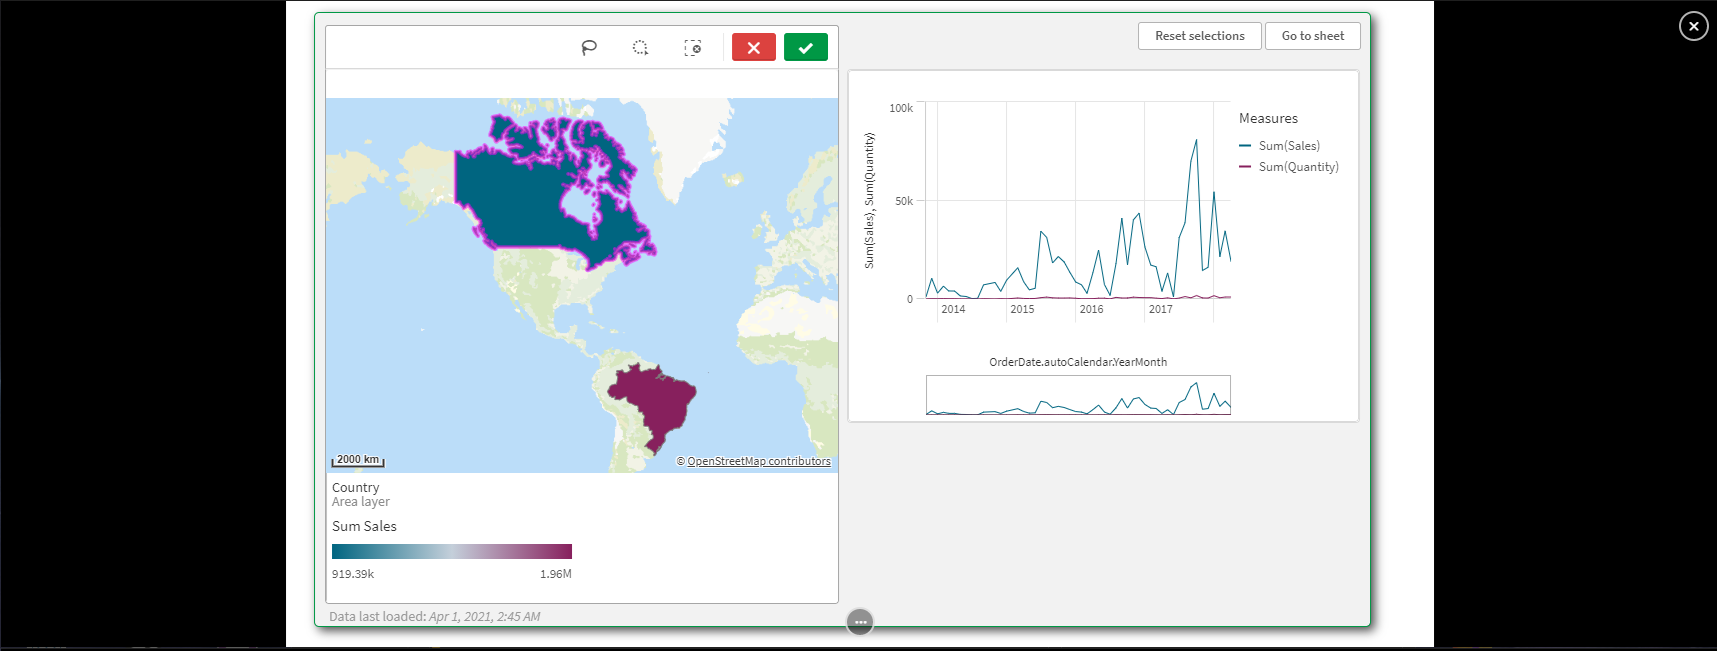 Reset selections
Go to sheet
2000 km
© OpenStreetMap contributors
Country
Area layer
Sum Sales
919.39k
1.96M
Data last loaded: Apr 1, 2021, 2:45 AM
Sum(Sales), Sum(Quantity)
100k
50k
0
2014
2015
2016
2017
OrderDate.autoCalendar.YearMonth
Measures
Sum(Sales)
Sum(Quantity)